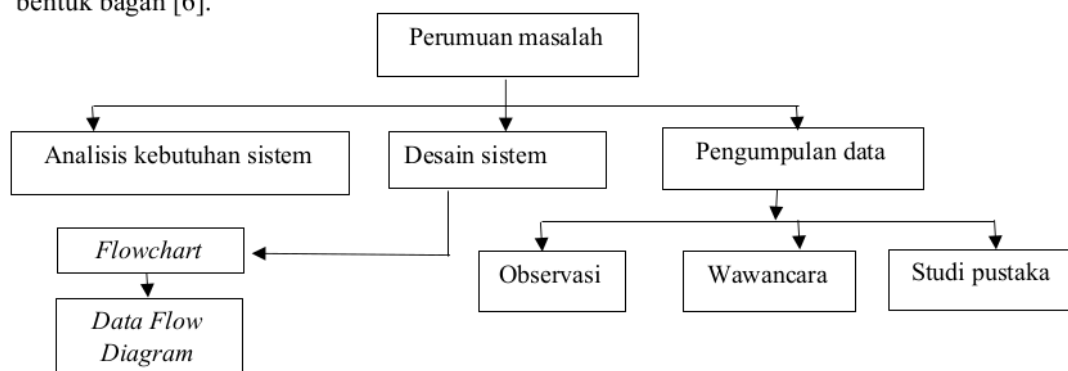 bentuk bagan [6].
Perumuan masalah
Analisis kebutuhan sistem
Desain sistem
Pengumpulan data
Flowchart
Observasi
Wawancara
Studi pustaka
Data Flow
Diagram